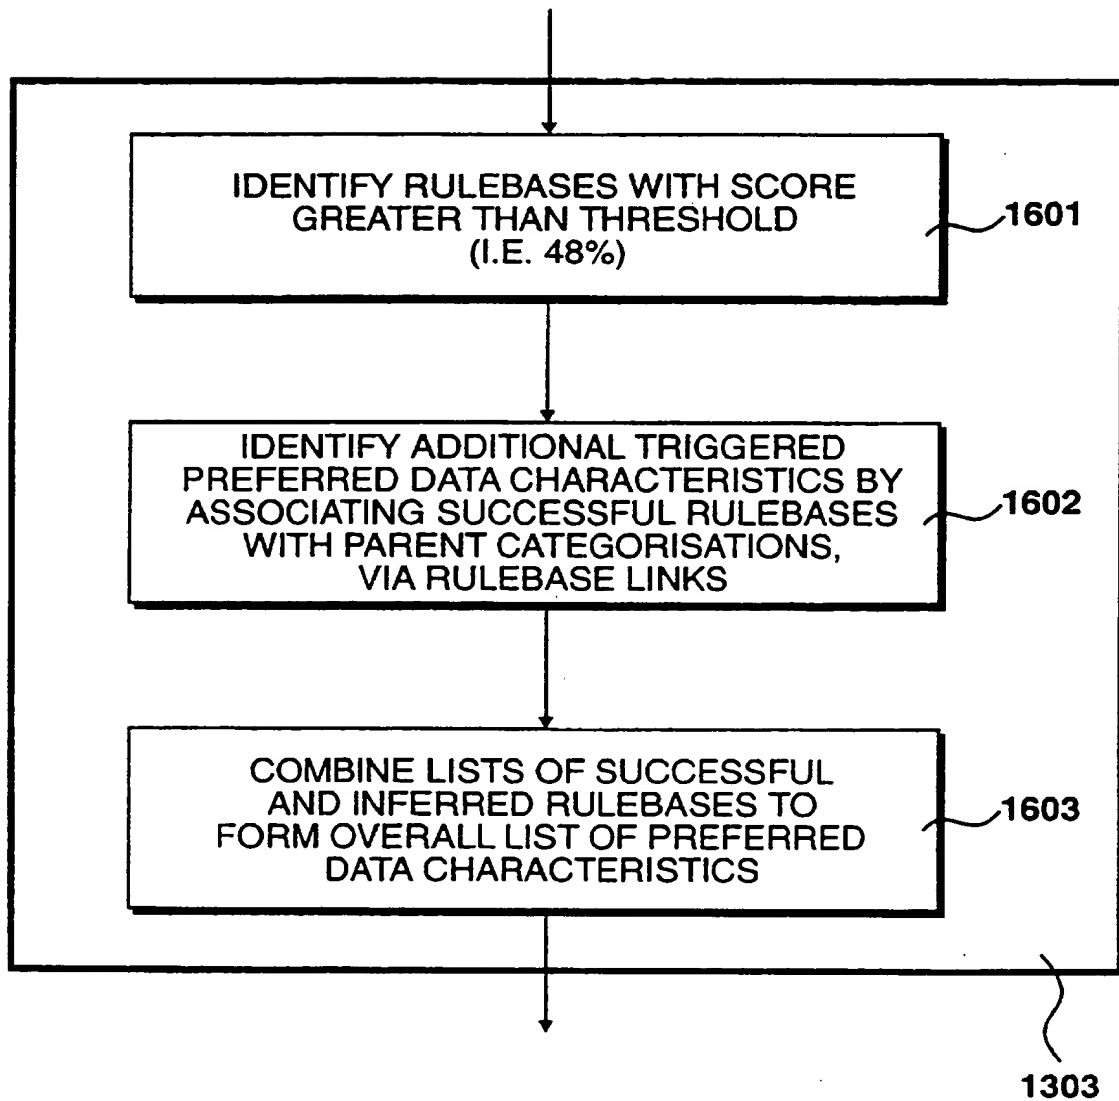 IDENTIFY RULEBASES WITH SCORE
GREATER THAN THRESHOLD
(I.E. 48%)
1601
IDENTIFY ADDITIONAL TRIGGERED
PREFERRED DATA CHARACTERISTICS BY
ASSOCIATING SUCCESSFUL RULEBASES
WITH PARENT CATEGORISATIONS,
VIA RULEBASE LINKS
1602
COMBINE LISTS OF SUCCESSFUL
AND INFERRED RULEBASES TO
FORM OVERALL LIST OF PREFERRED
DATA CHARACTERISTICS
1603
1303